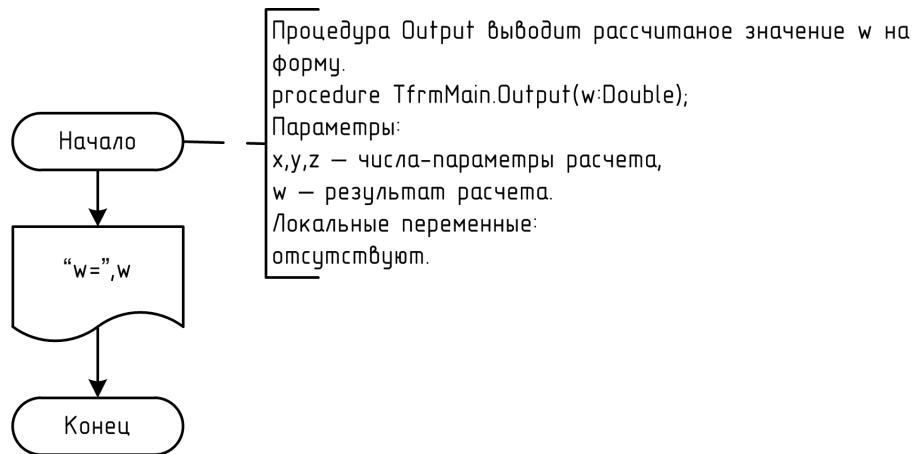 Процедура Output выводит рассчитаное значение w на
форму.
procedure TfrmMain.Output(w:Double);
Параметры:
x,y,z – числа-параметры расчета,
w – результат расчета.
Локальные переменные:
отсутствуют.
Начало
“w=”,w
Конец